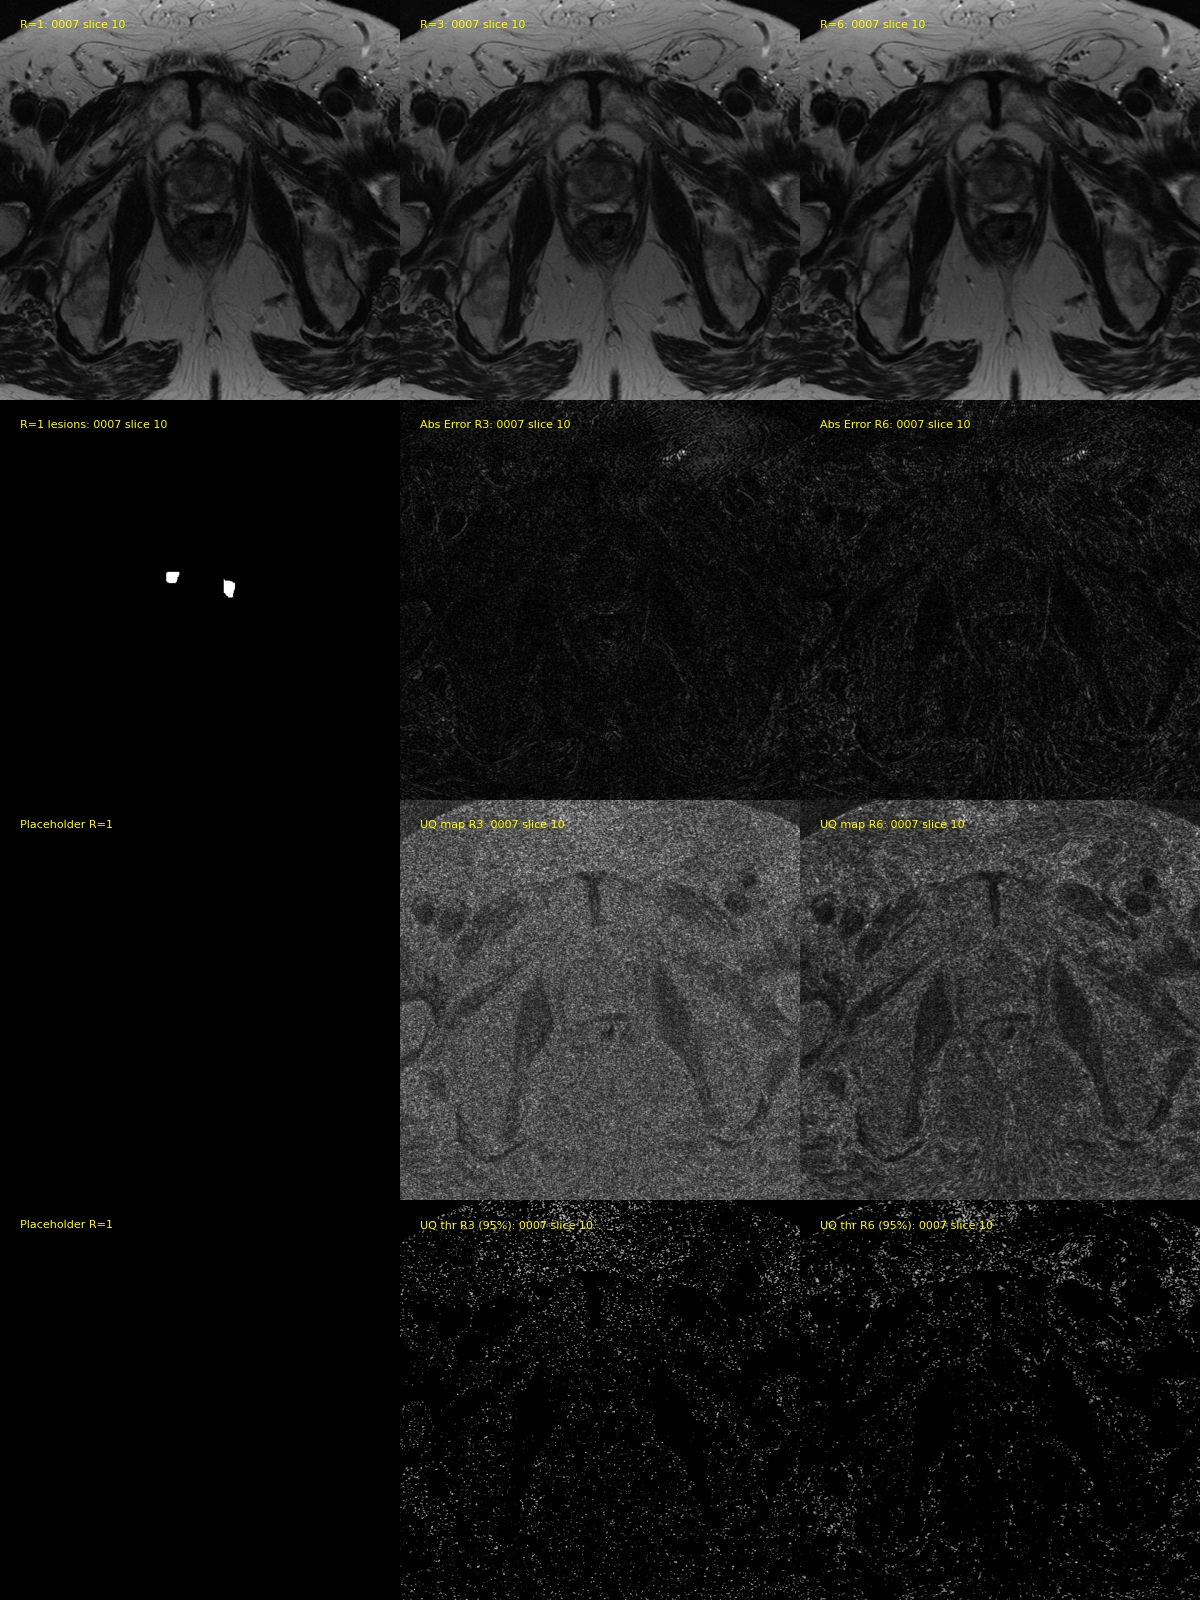 R=1: 0007 slice 10
R=3: 0007 slice 10
R=6: 0007 slice 10
R=1 lesions: 0007 slice 10
Abs Error R3: 0007 slice 10
Abs Error R6: 0007 slice 10
Placeholder R=1
UQ map R3: 0007 slice 10
UQ map R6: 0007 slice 10
Placeholder R=1
UQ thr R3 (95%): 0007 slice 10
UQ thr R6 (95%): 0007 slice 10